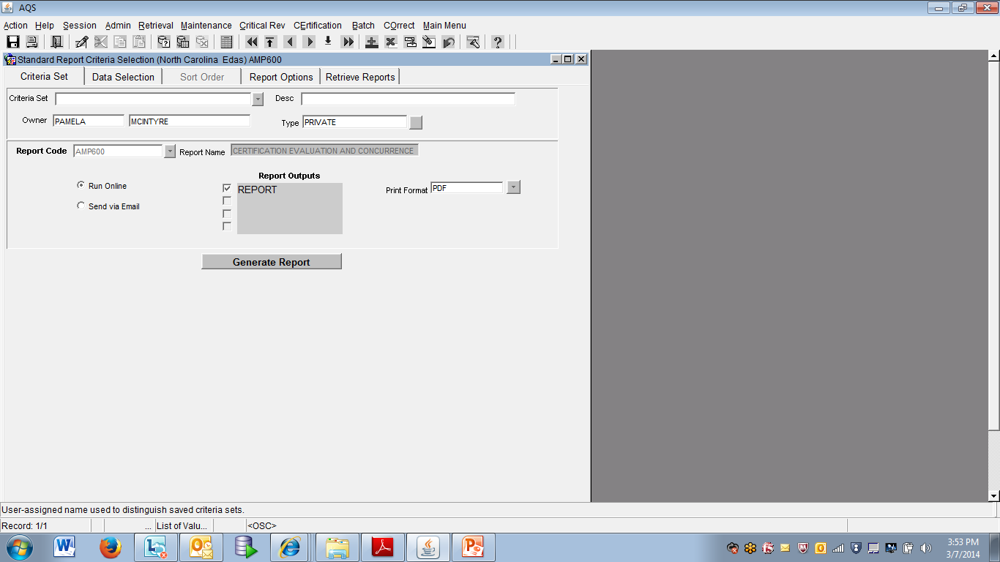 AQS
Action Help Session Admin Retrieval Maintenance Critical Rev CErtification Batch COrrect Main Menu
Standard Report Criteria Selection (North Carolina Edas) AMP600
Criteria Set Data Selection Sort Order Report Options Retrieve Reports
Criteria Set Desc
Owner PAMELA MCINTYRE Type PRIVATE
Report Code AMP600 Report Name CERTIFICATION EVALUATION AND CONCURRENCE
Report Outputs
Run Online REPORT Print Format PDF
Send via Email
Generate Report
User-assigned name used to distinguish saved criteria sets.
Record: 1/1 ... List of Valu... <OSC>
3:53 PM
3/7/2014